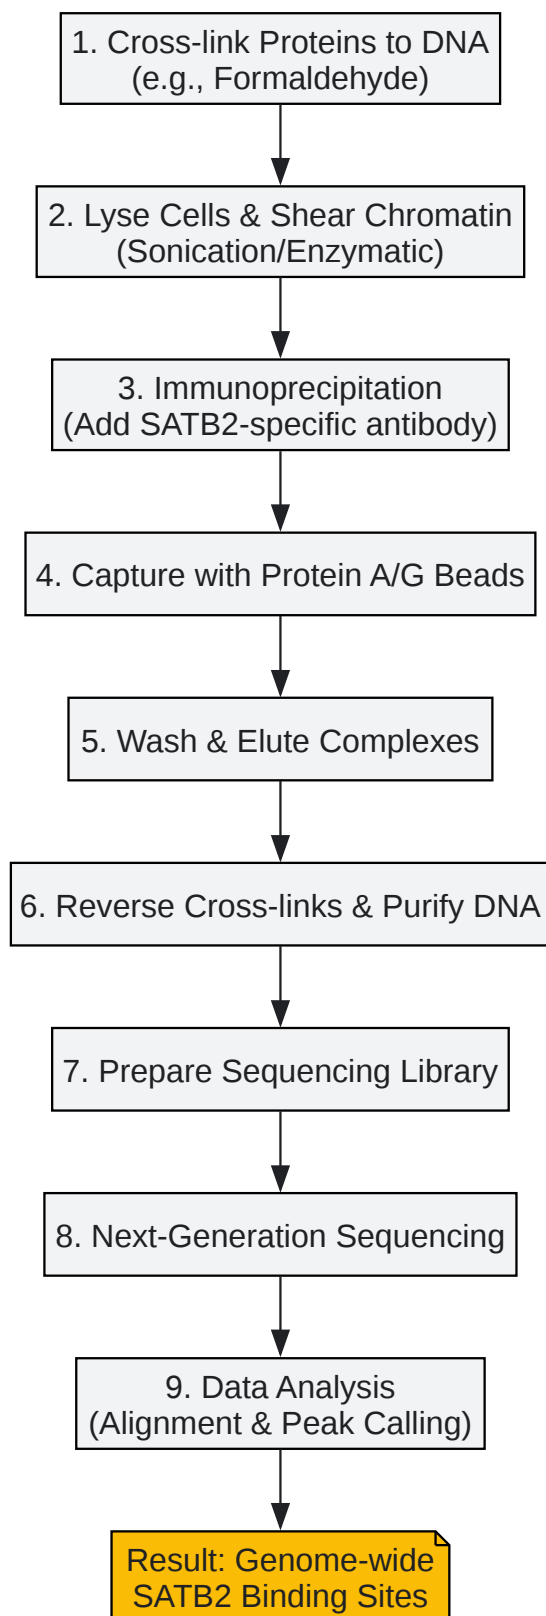 1. Cross-link Proteins to DNA
(e.g., Formaldehyde)
2. Lyse Cells & Shear Chromatin
(Sonication/Enzymatic)
3. Immunoprecipitation
(Add SATB2-specific antibody)
4. Capture with Protein A/G Beads
5. Wash & Elute Complexes
6. Reverse Cross-links & Purify DNA
7. Prepare Sequencing Library
8. Next-Generation Sequencing
9. Data Analysis
(Alignment & Peak Calling)
Result: Genome-wide
SATB2 Binding Sites